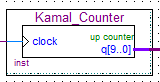 Kamal_Counter
up counter
clock q[9..0]
inst